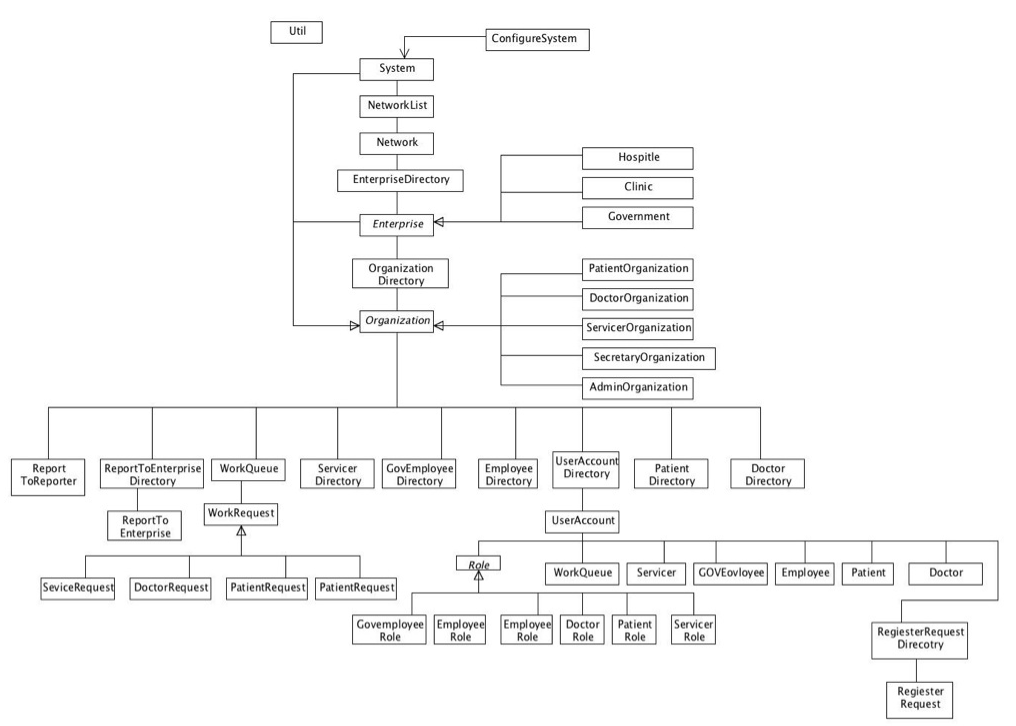 Util
ConfigureSystem
System
NetworkList
Network
EnterpriseDirectory
Hospitle
Clinic
Government
Enterprise
Organization
Directory
PatientOrganization
DoctorOrganization
Organization
ServicerOrganization
SecretaryOrganization
AdminOrganization
Report
ToReporter
ReportToEnterprise
Directory
WorkQueue
Servicer
Directory
GovEmployee
Directory
Employee
Directory
UserAccount
Directory
Patient
Directory
Doctor
Directory
ReportTo
Enterprise
WorkRequest
UserAccount
SeviceRequest
DoctorRequest
PatientRequest
PatientRequest
Role
WorkQueue
Servicer
GOVEovloyee
Employee
Patient
Doctor
Govemployee
Role
Employee
Role
Employee
Role
Doctor
Role
Patient
Role
Servicer
Role
RegiesterRequest
Direcotry
Regiester
Request